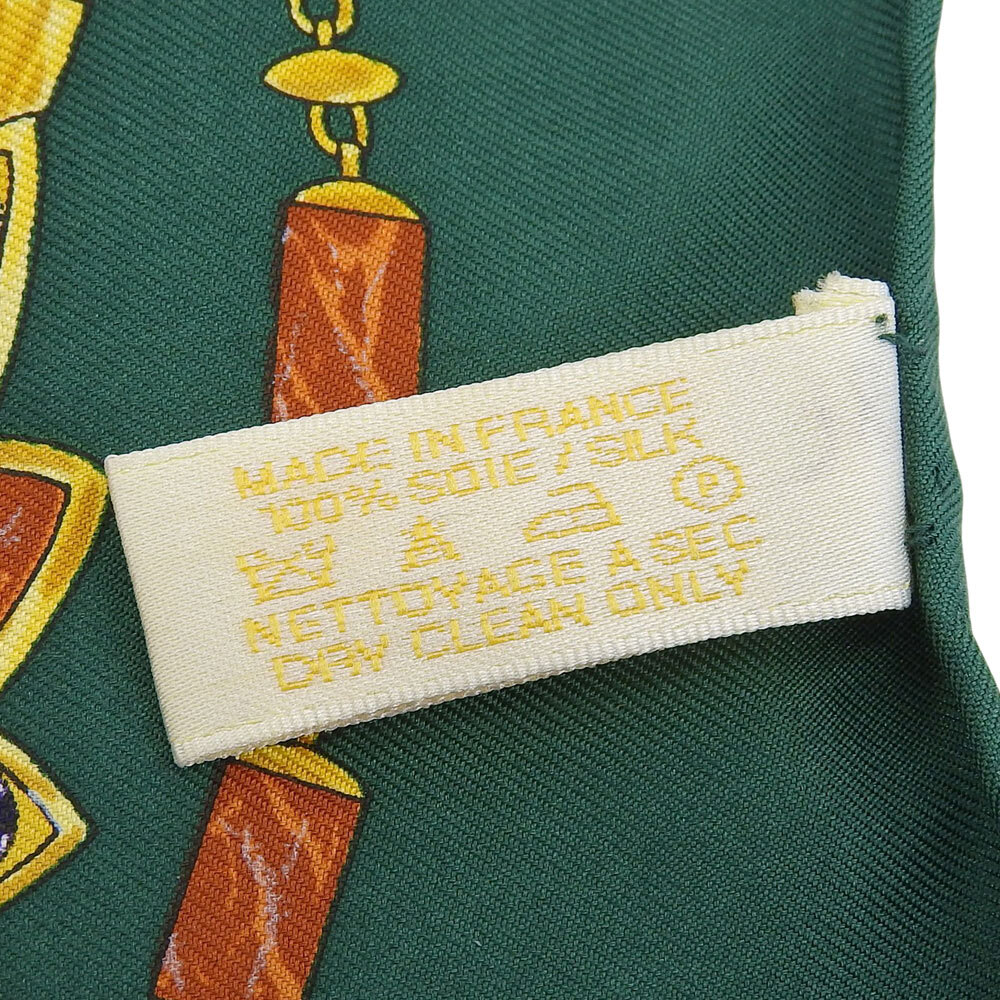 MADE IN FRANCE
100% SOIE / SILK
P
NETTOYAGE A SEC
DRY CLEAN ONLY